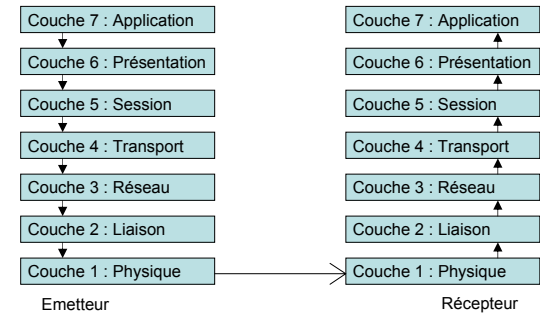 Couche 7 : Application
Couche 6 : Présentation
Couche 5 : Session
Couche 4 : Transport
Couche 3 : Réseau
Couche 2 : Liaison
Couche 1 : Physique
Emetteur
Couche 7 : Application
Couche 6 : Présentation
Couche 5 : Session
Couche 4 : Transport
Couche 3 : Réseau
Couche 2 : Liaison
Couche 1 : Physique
Récepteur